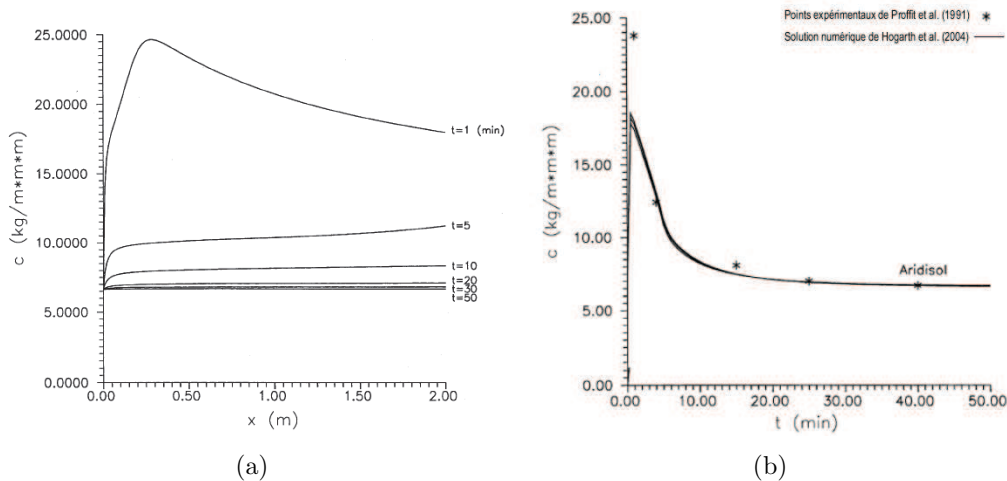 25.0000
20.0000
15.0000
10.0000
5.0000
0.0000
c (kg/m*m*m)
t=1 (min)
t=5
t=10
t=20
t=30
t=50
0.00 0.50 1.00 1.50 2.00
x (m)
(a)
Points expérimentaux de Proffit et al. (1991) *
Solution numérique de Hogarth et al. (2004)
25.00
20.00
15.00
10.00
5.00
0.00
c (kg/m*m*m)
Aridisol
0.00 10.00 20.00 30.00 40.00 50.00
t (min)
(b)